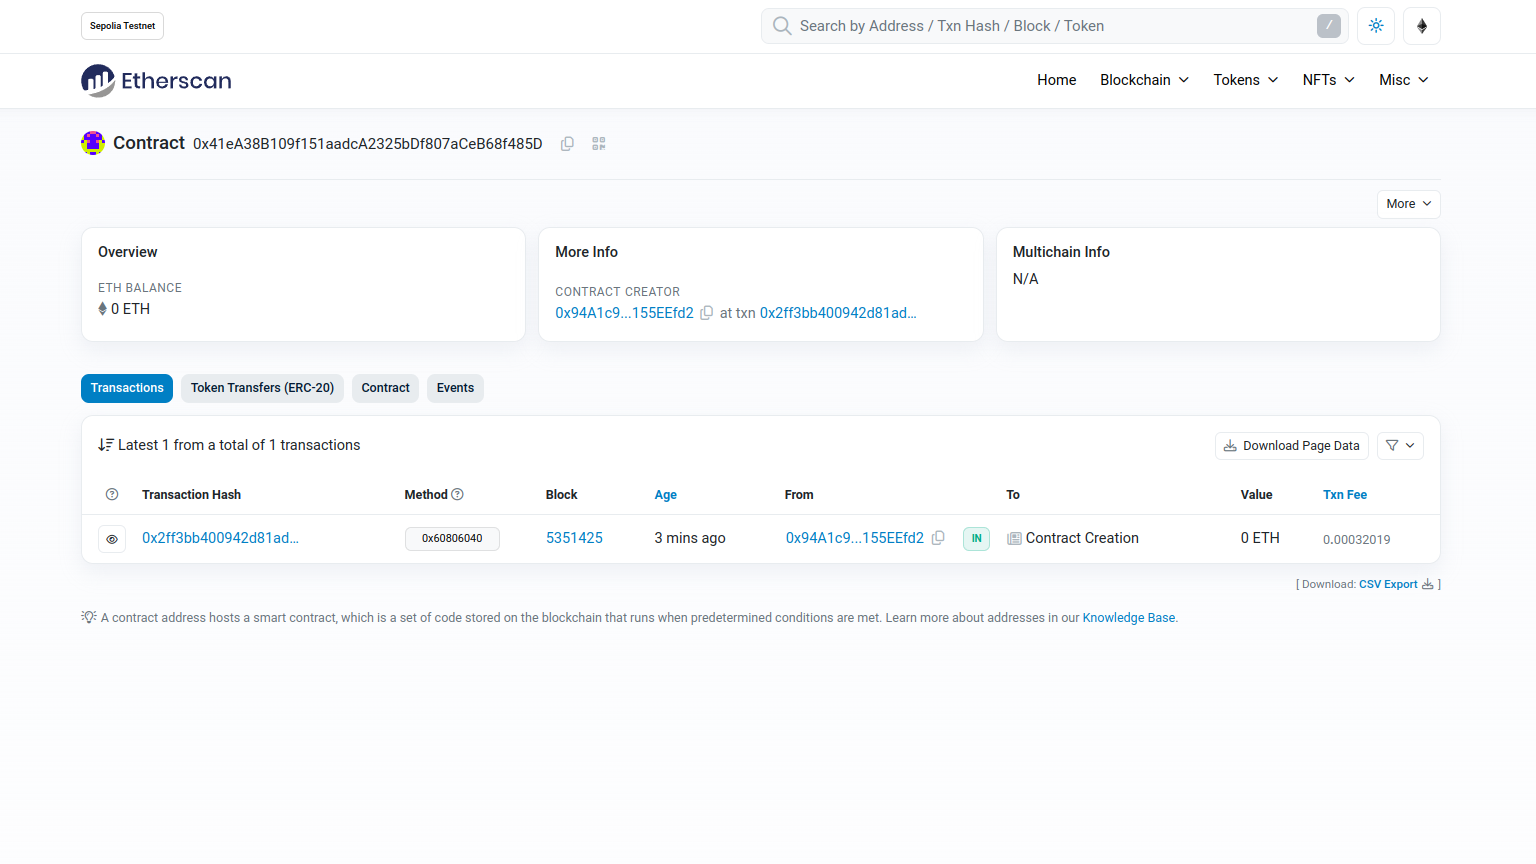 Sepolia Testnet
Search by Address / Txn Hash / Block / Token
/
Etherscan
Home Blockchain Tokens NFTs Misc
Contract 0x41eA38B109f151aadcA2325bDf807aCeB68f485D
More
Overview
ETH BALANCE
0 ETH
More Info
CONTRACT CREATOR
0x94A1c9...155EEfd2 at txn 0x2ff3bb400942d81ad...
Multichain Info
N/A
Transactions Token Transfers (ERC-20) Contract Events
Latest 1 from a total of 1 transactions
Download Page Data
Transaction Hash Method Block Age From To Value Txn Fee
0x2ff3bb400942d81ad... 0x60806040 5351425 3 mins ago 0x94A1c9...155EEfd2 IN Contract Creation 0 ETH 0.00032019
[ Download: CSV Export ]
A contract address hosts a smart contract, which is a set of code stored on the blockchain that runs when predetermined conditions are met. Learn more about addresses in our Knowledge Base.